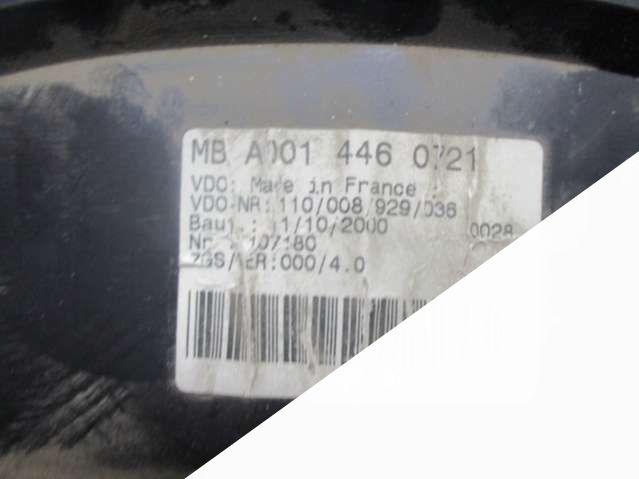 MB A001 446 0721
VDO: Made in France
VDO-NR: 110/008/929/036
1/10/2000 0028
ZGS/VER:000/4.0